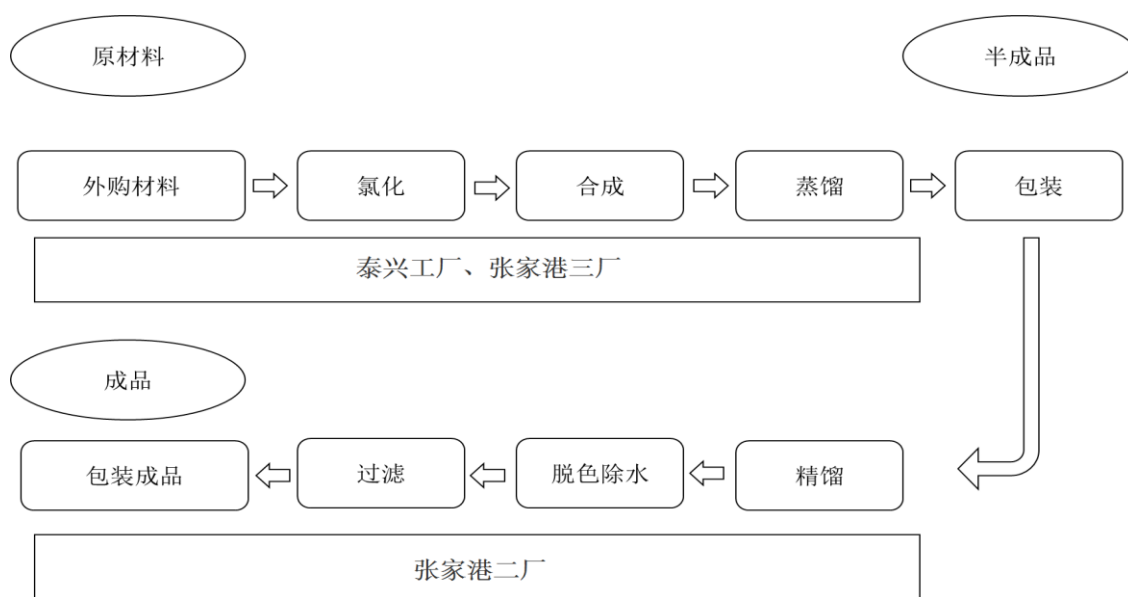 原材料
半成品
外购材料
氯化
合成
蒸馏
包装
泰兴工厂、张家港三厂
成品
包装成品
过滤
脱色除水
精馏
张家港二厂